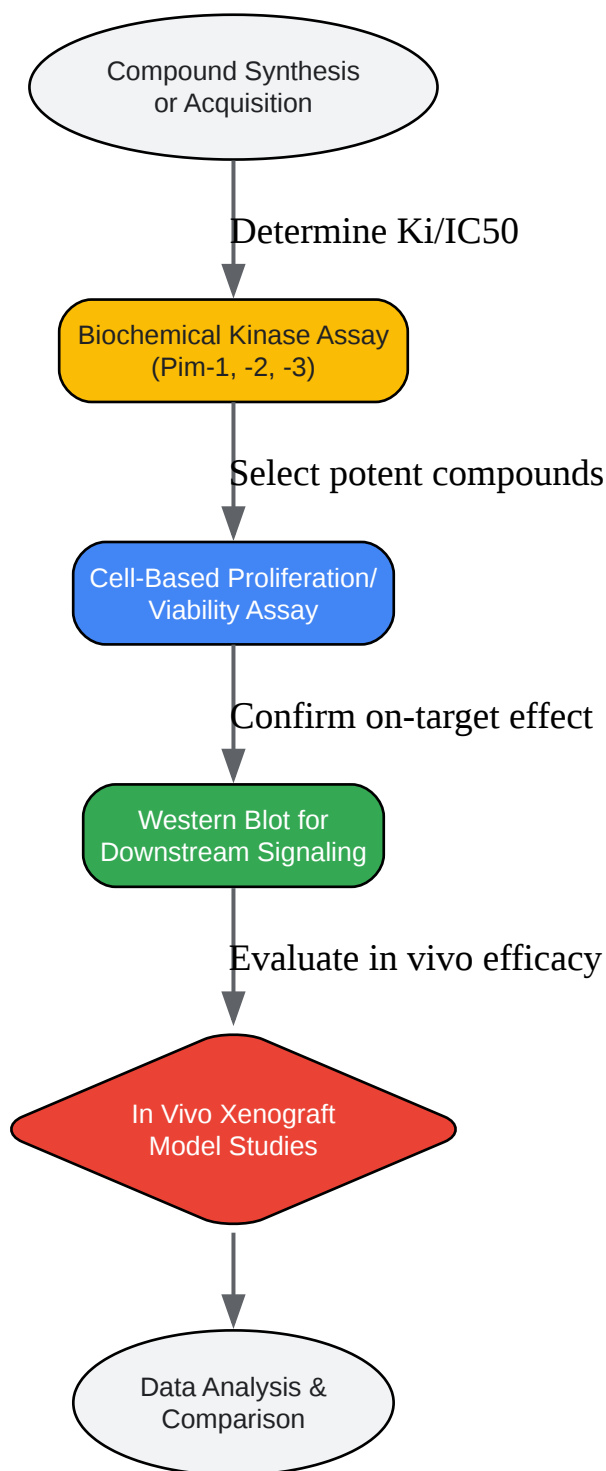 Compound Synthesis
or Acquisition
Determine Ki/IC50
Biochemical Kinase Assay
(Pim-1, -2, -3)
Select potent compounds
Cell-Based Proliferation/
Viability Assay
Confirm on-target effect
Western Blot for
Downstream Signaling
Evaluate in vivo efficacy
In Vivo Xenograft
Model Studies
Data Analysis &
Comparison